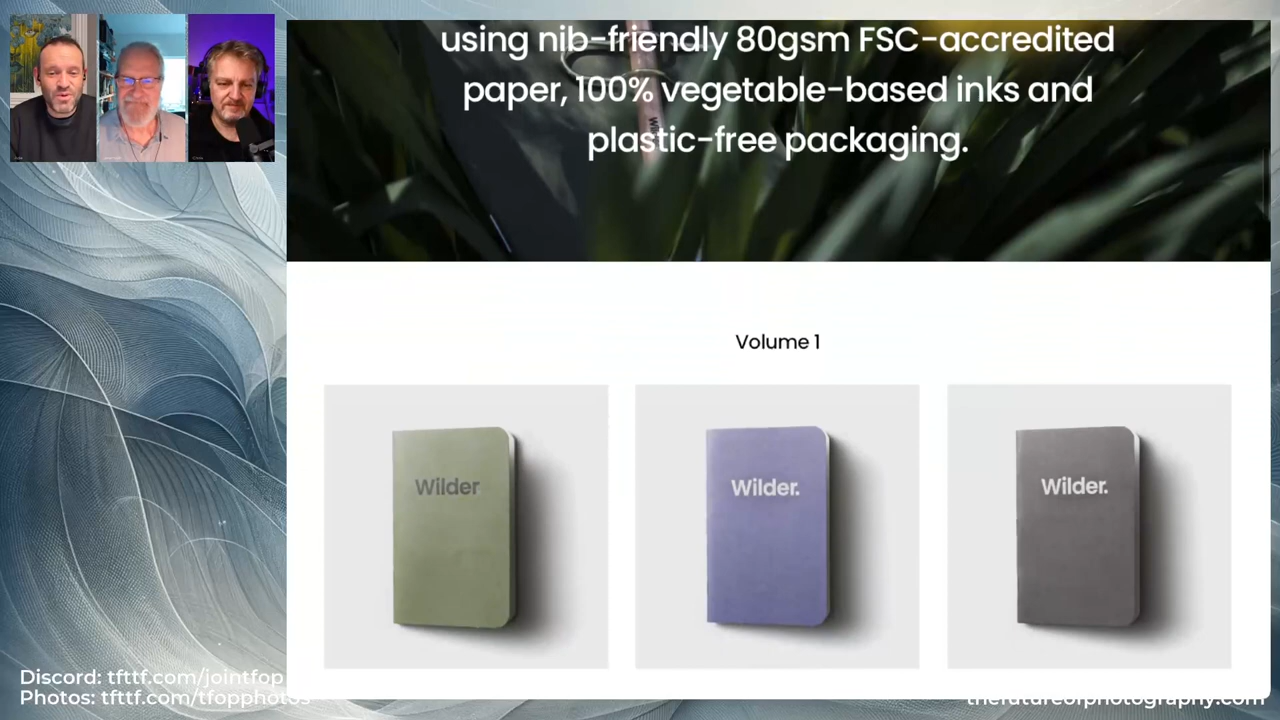 using nib-friendly 80gsm FSC-accredited
paper, 100% vegetable-based inks and
plastic-free packaging.
Volume 1
Wilder
Wilder.
Wilder.
Discord: tfttf.com/jointfop
Photos: tfttf.com/tfopphotos
thefutureofphotography.com